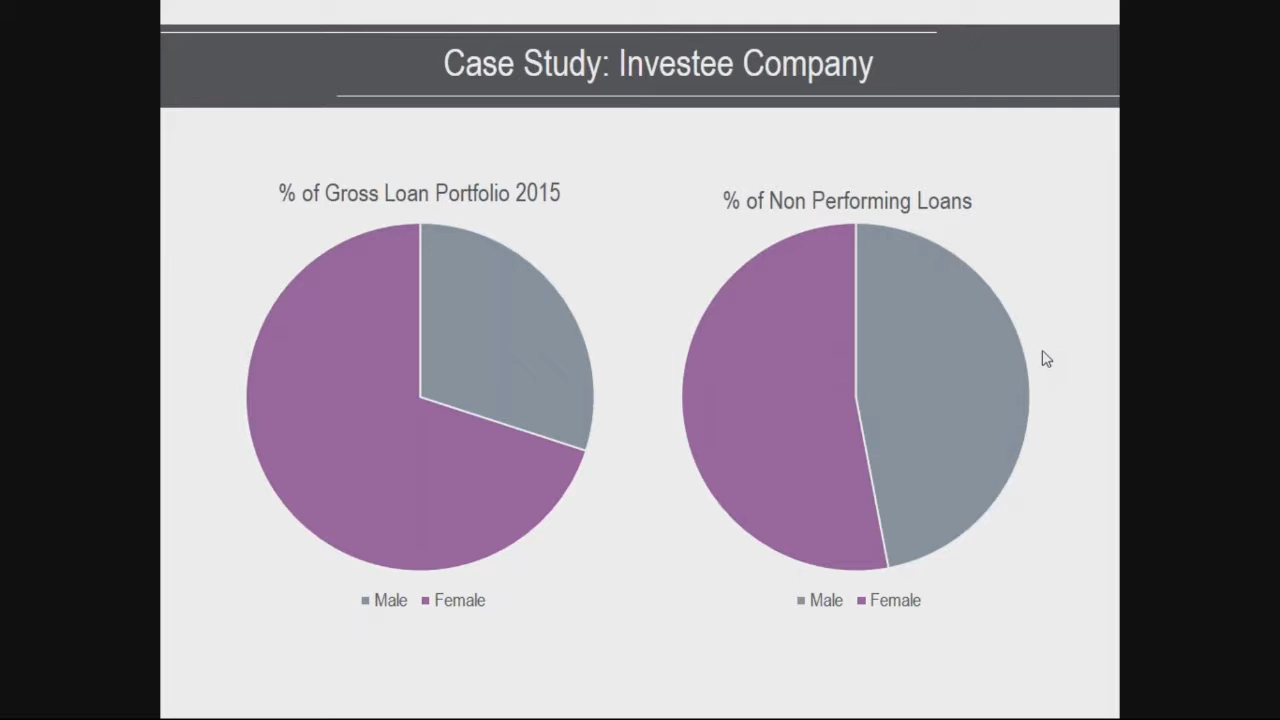 Case Study: Investee Company
% of Gross Loan Portfolio 2015
% of Non Performing Loans
Male Female
Male Female